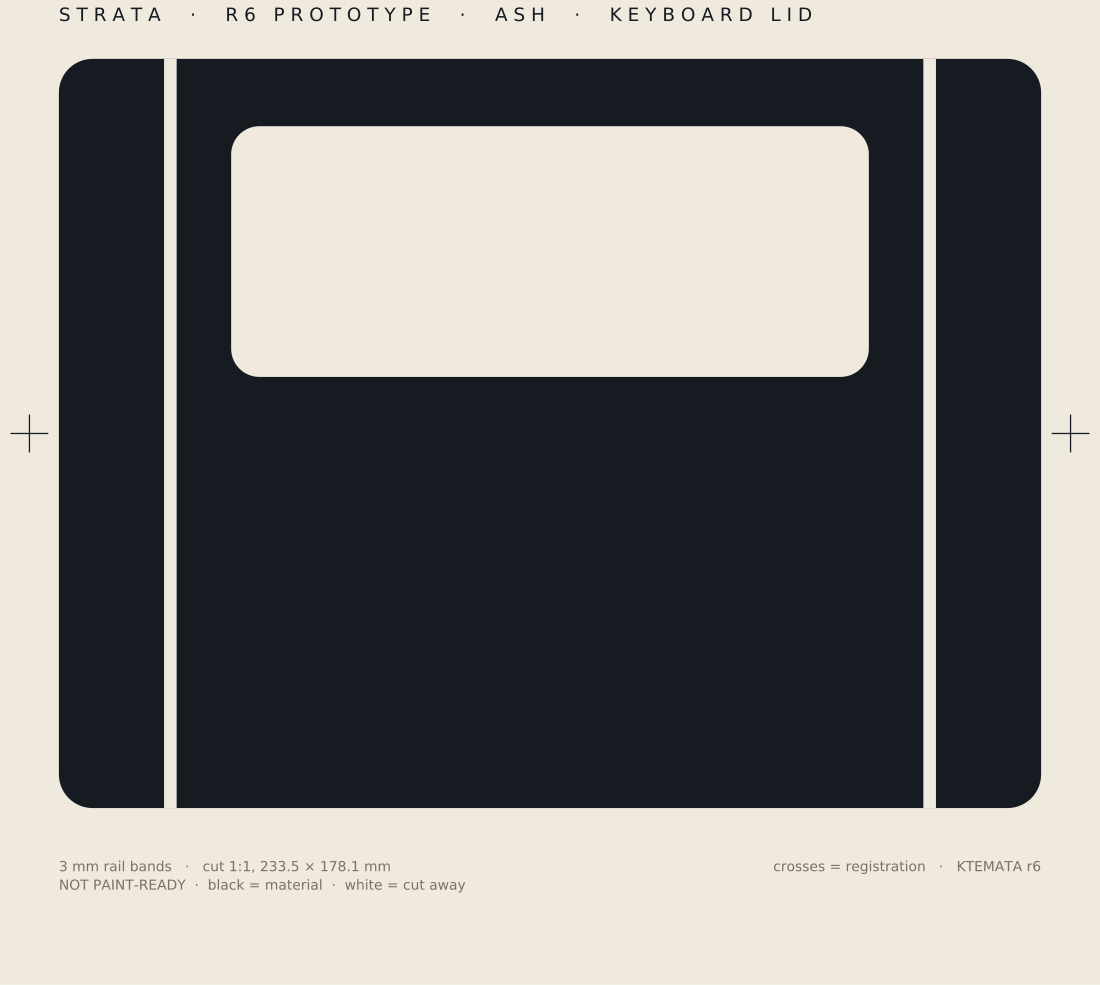 STRATA · R6 PROTOTYPE · ASH · KEYBOARD LID
3 mm rail bands · cut 1:1, 233.5 × 178.1 mm
NOT PAINT-READY · black = material · white = cut away
crosses = registration · KTEMATA r6